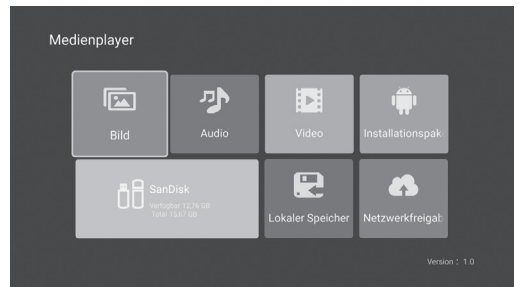 Medienplayer
Bild
Audio
Video
Installationspak
SanDisk
Verfügbar 12,76 GB
Total 15,67 GB
Lokaler Speicher
Netzwerkfreigab
Version : 1.0